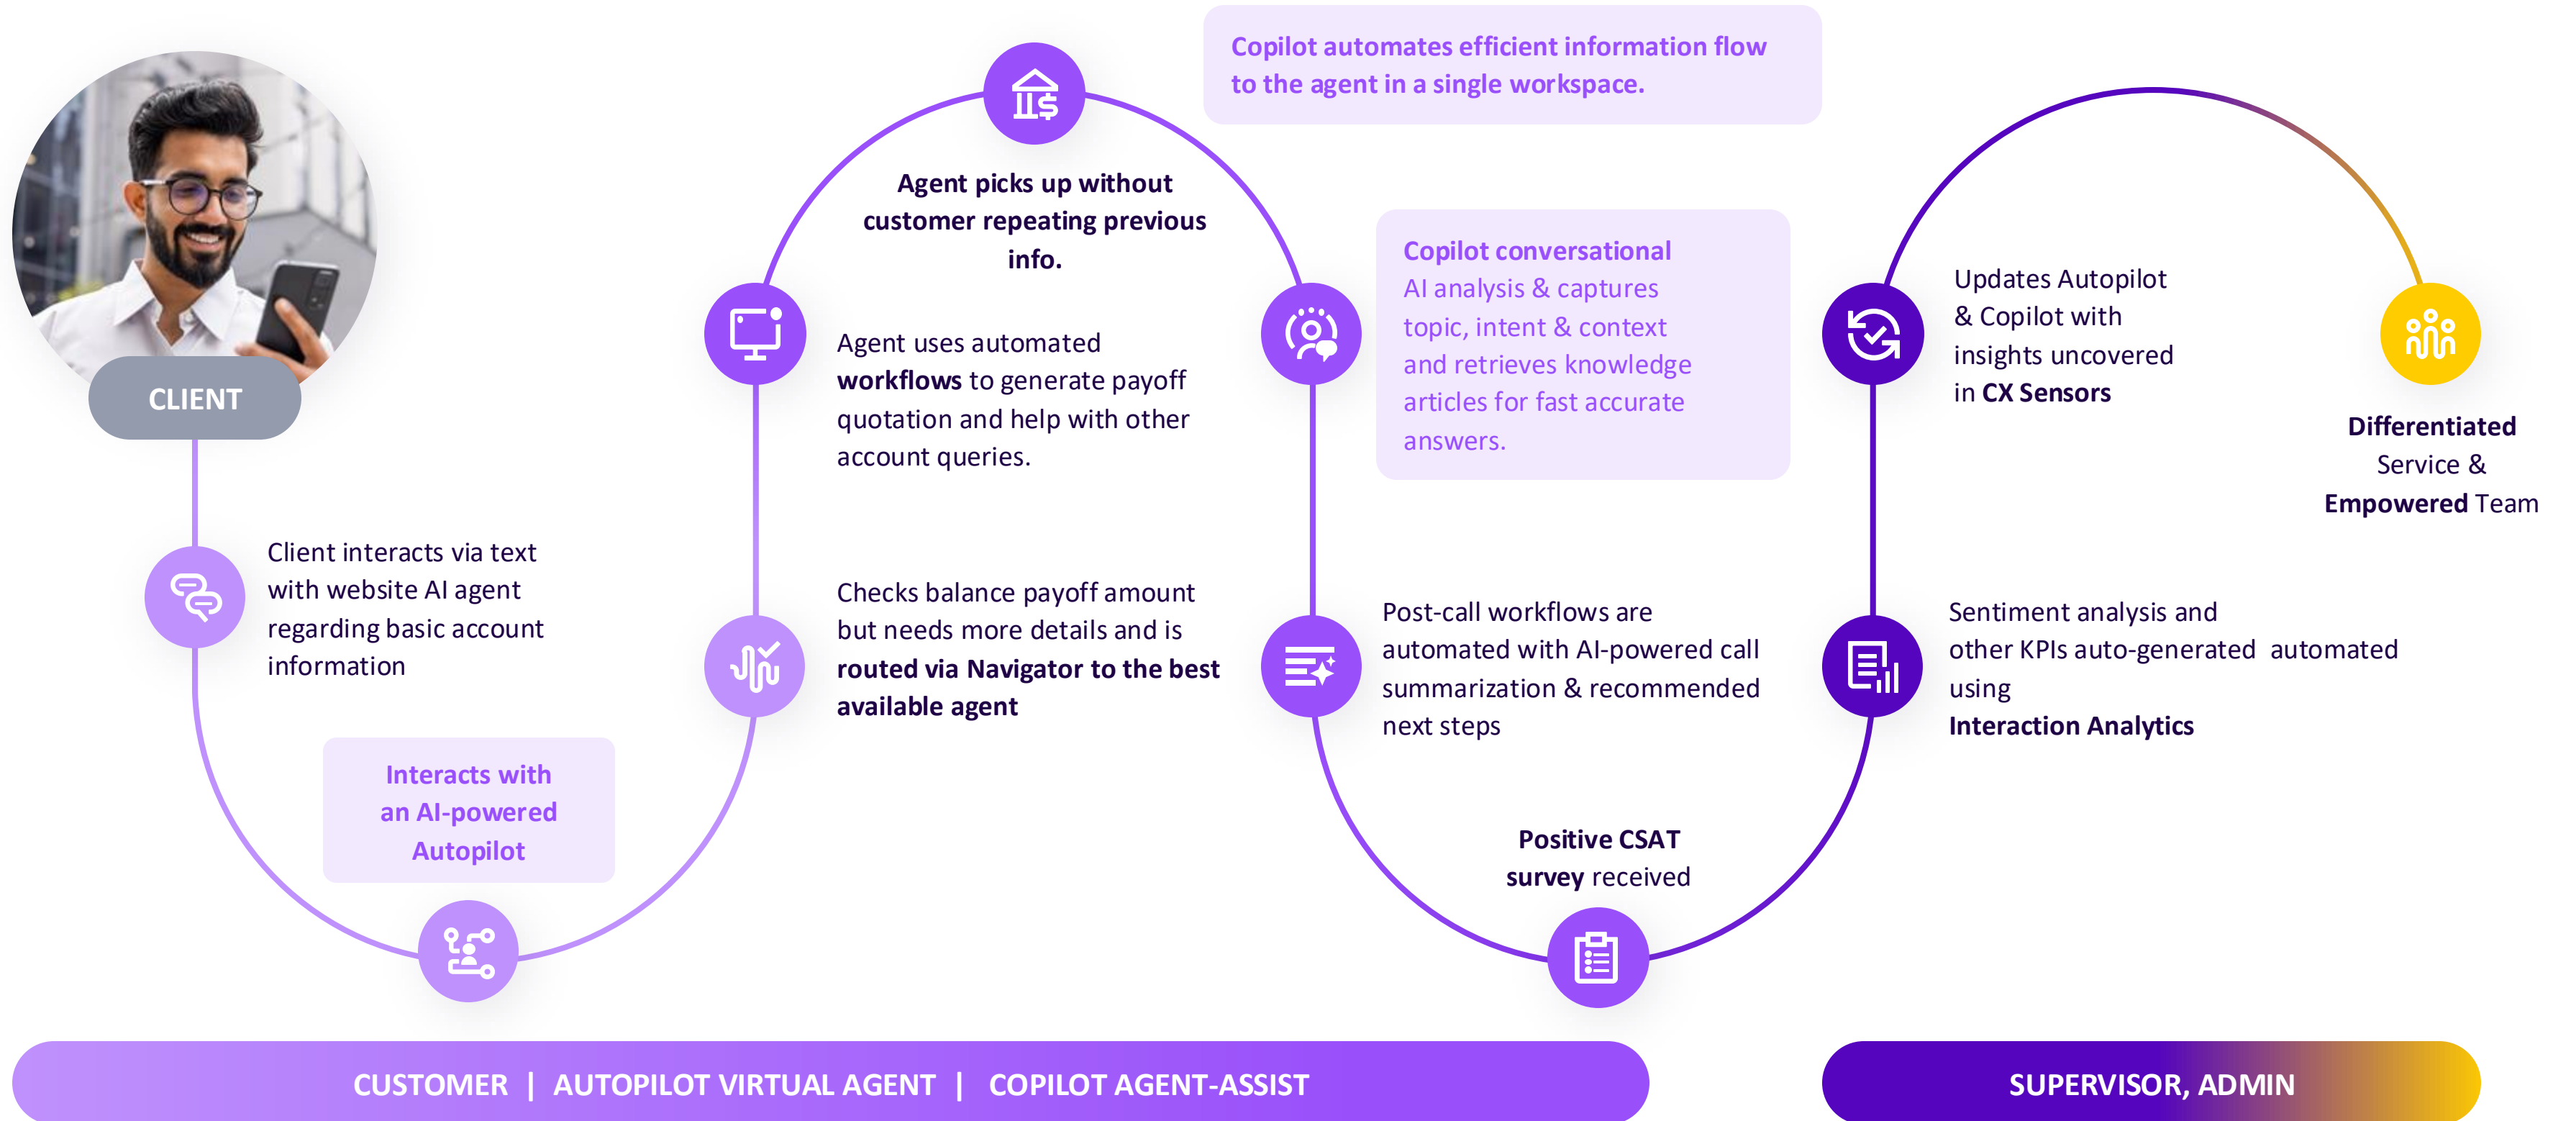 CLIENT
Client interacts via text
with website AI agent
regarding basic account
information
Interacts with
an AI-powered
Autopilot
Checks balance payoff amount
but needs more details and is
routed via Navigator to the best
available agent
Agent uses automated
workflows to generate payoff
quotation and help with other
account queries.
Agent picks up without
customer repeating previous
info.
Copilot automates efficient information flow
to the agent in a single workspace.
Copilot conversational
AI analysis & captures
topic, intent & context
and retrieves knowledge
articles for fast accurate
answers.
Post-call workflows are
automated with AI-powered call
summarization & recommended
next steps
Positive CSAT
survey received
Sentiment analysis and
other KPIs auto-generated  automated
using
Interaction Analytics
Updates Autopilot
& Copilot with
insights uncovered
in CX Sensors
Differentiated
Service &
Empowered Team
CUSTOMER | AUTOPILOT VIRTUAL AGENT | COPILOT AGENT-ASSIST
SUPERVISOR, ADMIN